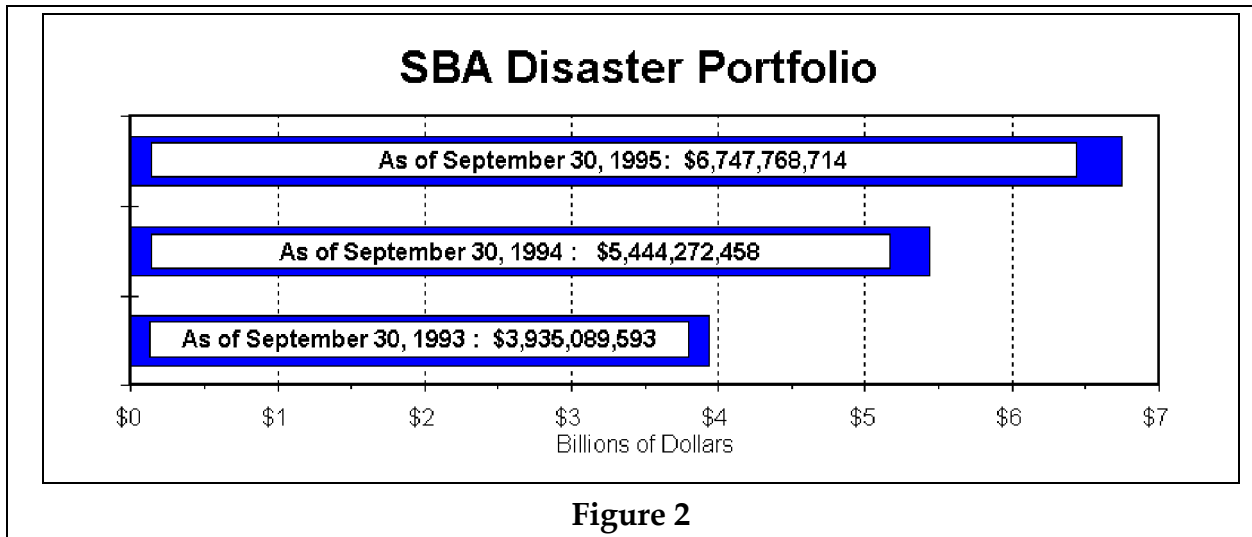 SBA Disaster Portfolio
As of September 30, 1995: $6,747,768,714
As of September 30, 1994 : $5,444,272,458
As of September 30, 1993 : $3,935,089,593
$0 $1 $2 $3 $4 $5 $6 $7
Billions of Dollars
Figure 2